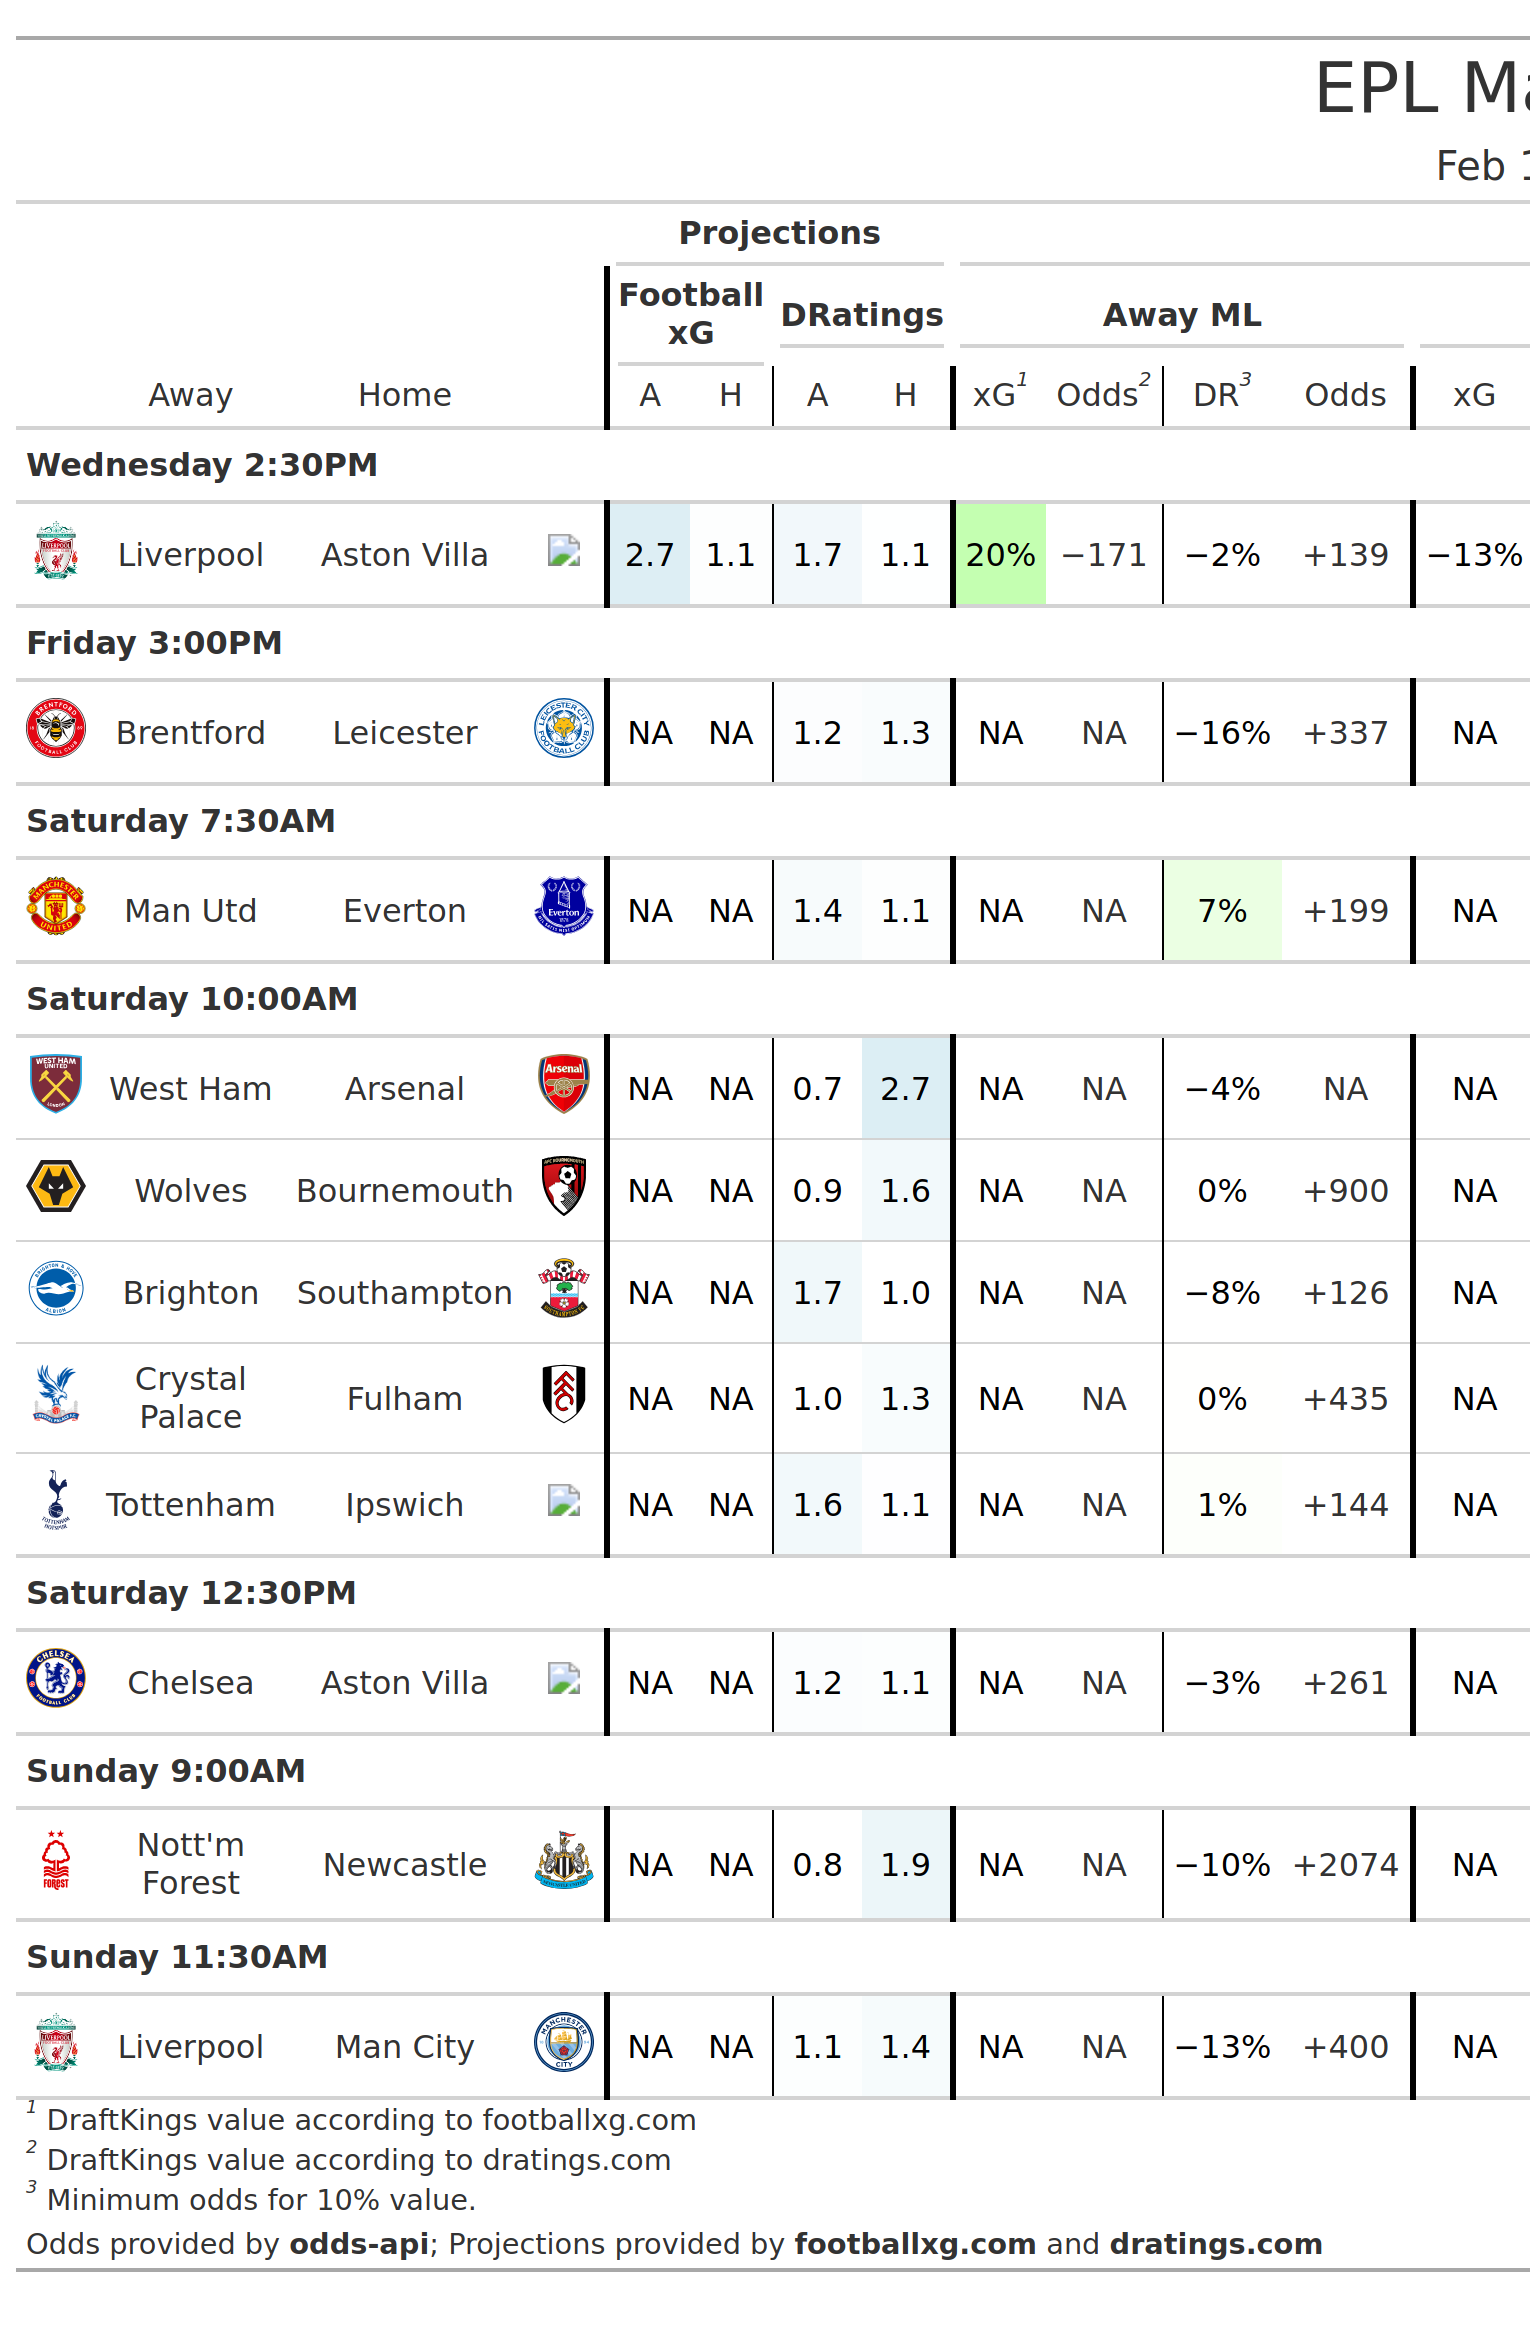 EPL Ma
Feb 1
Projections
Football
xG
DRatings
Away ML
Away Home A H A H xG1 Odds2 DR3 Odds xG
Wednesday 2:30PM
Liverpool Aston Villa 2.7 1.1 1.7 1.1 20% −171 −2% +139 −13%
Friday 3:00PM
Brentford Leicester NA NA 1.2 1.3 NA NA −16% +337 NA
Saturday 7:30AM
Man Utd Everton NA NA 1.4 1.1 NA NA 7% +199 NA
Saturday 10:00AM
West Ham Arsenal NA NA 0.7 2.7 NA NA −4% NA NA
Wolves Bournemouth NA NA 0.9 1.6 NA NA 0% +900 NA
Brighton Southampton NA NA 1.7 1.0 NA NA −8% +126 NA
Crystal
Palace Fulham NA NA 1.0 1.3 NA NA 0% +435 NA
Tottenham Ipswich NA NA 1.6 1.1 NA NA 1% +144 NA
Saturday 12:30PM
Chelsea Aston Villa NA NA 1.2 1.1 NA NA −3% +261 NA
Sunday 9:00AM
Nott'm
Forest Newcastle NA NA 0.8 1.9 NA NA −10% +2074 NA
Sunday 11:30AM
Liverpool Man City NA NA 1.1 1.4 NA NA −13% +400 NA
1 DraftKings value according to footballxg.com
2 DraftKings value according to dratings.com
3 Minimum odds for 10% value.
Odds provided by odds-api; Projections provided by footballxg.com and dratings.com